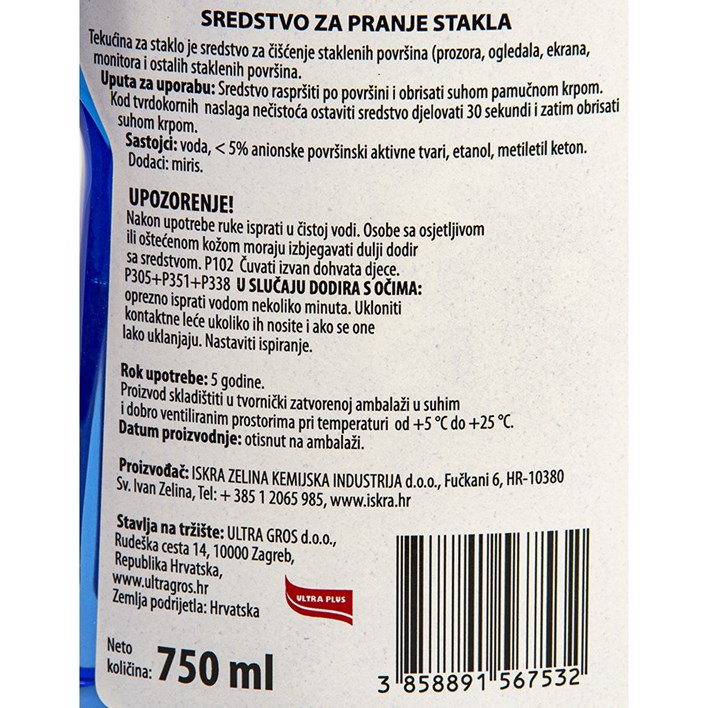 SREDSTVO ZA PRANJE STAKLA
Tekućina za staklo je sredstvo za čišćenje staklenih površina (prozora, ogledala, ekrana,
monitora i ostalih staklenih površina.
Uputa za uporabu: Sredstvo raspršiti po površini i obrisati suhom pamučnom krpom.
Kod tvrdokornih naslaga nečistoća ostaviti sredstvo djelovati 30 sekundi i zatim obrisati
suhom krpom.
Sastojci: voda, < 5% anionske površinski aktivne tvari, etanol, metiletil keton.
Dodaci: miris.
UPOZORENJE!
Nakon upotrebe ruke isprati u čistoj vodi. Osobe sa osjetljivom
ili oštećenom kožom moraju izbjegavati dulji dodir
sa sredstvom. P102 Čuvati izvan dohvata djece.
P305+P351+P338 U SLUČAJU DODIRA S OČIMA:
oprezno isprati vodom nekoliko minuta. Ukloniti
kontaktne leće ukoliko ih nosite i ako se one
lako uklanjaju. Nastaviti ispiranje.
Rok upotrebe: 5 godine.
Proizvod skladištiti u tvornički zatvorenoj ambalaži u suhim
i dobro ventiliranim prostorima pri temperaturi od +5 °C do +25 °C.
Datum proizvodnje: otisnut na ambalaži.
Proizvođač: ISKRA ZELINA KEMIJSKA INDUSTRIJA d.o.o., Fučkani 6, HR-10380
Sv. Ivan Zelina, Tel: + 385 1 2065 985, www.iskra.hr
Stavlja na tržište: ULTRA GROS d.o.o.,
Rudeška cesta 14, 10000 Zagreb,
Republika Hrvatska,
www.ultragros.hr
Zemlja podrijetla: Hrvatska
ULTRA PLUS
Neto
količina: 750 ml
3 858891 567532